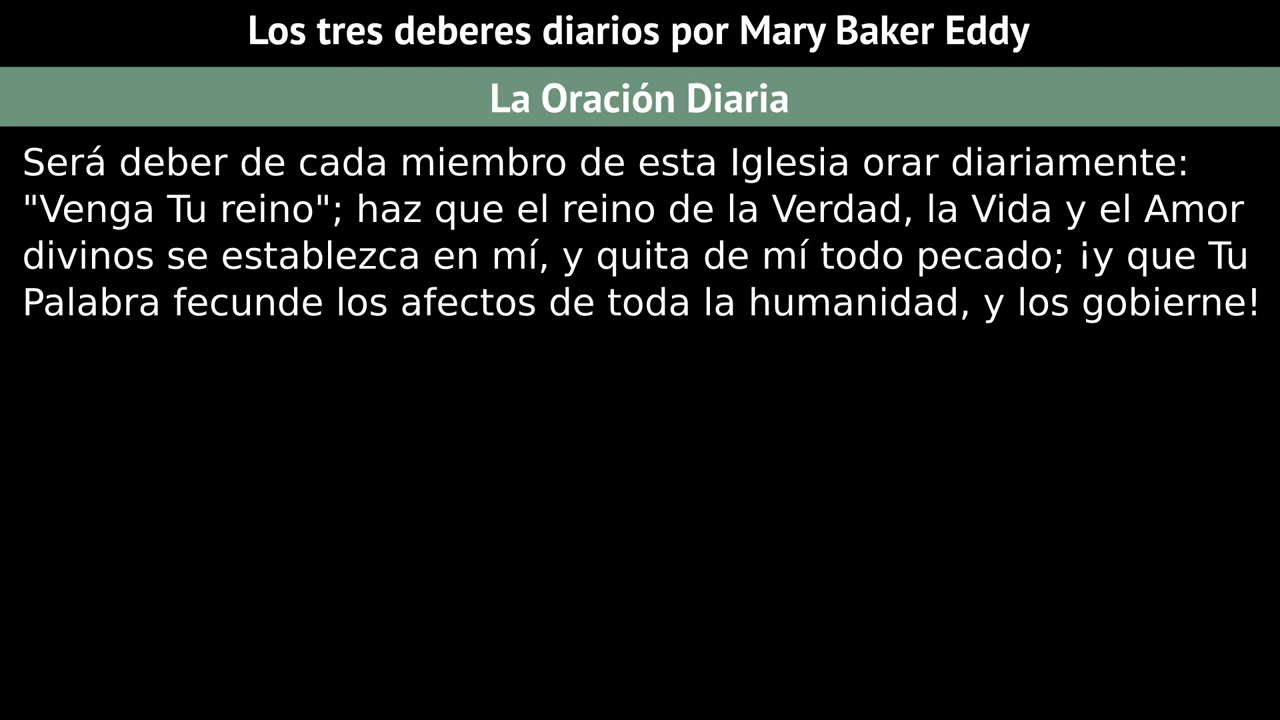 Los tres deberes diarios por Mary Baker Eddy
La Oración Diaria
Será deber de cada miembro de esta Iglesia orar diariamente:
"Venga Tu reino"; haz que el reino de la Verdad, la Vida y el Amor
divinos se establezca en mí, y quita de mí todo pecado; ¡y que Tu
Palabra fecunde los afectos de toda la humanidad, y los gobierne!